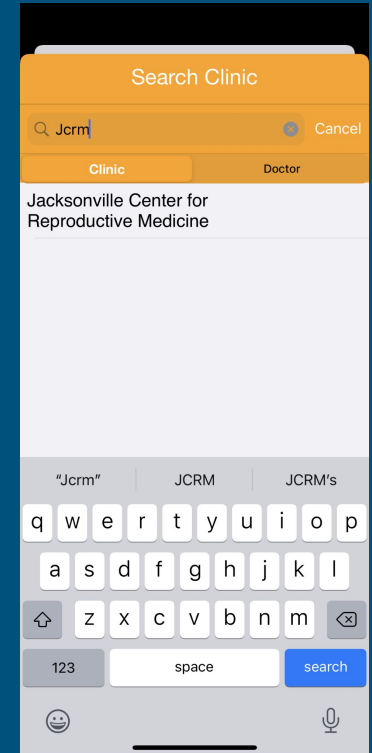 Search Clinic
Jcrm Cancel
Clinic Doctor
Jacksonville Center for
Reproductive Medicine
“Jcrm” JCRM JCRM's
q w e r t y u i o p
a s d f g h j k l
z x c v b n m
123 space search